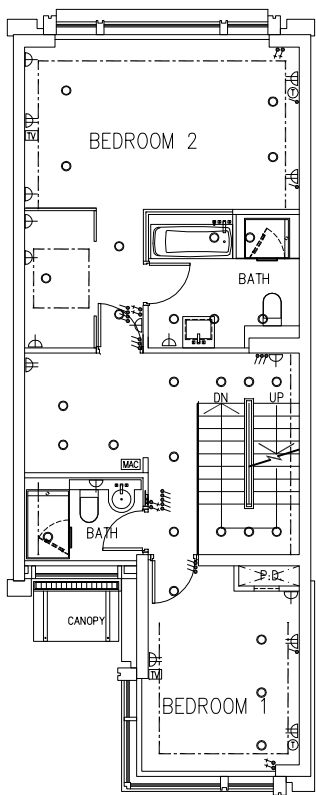 TV
BEDROOM 2
T
BATH
DN UP
MAC
BATH
P.D
CANOPY
TV
BEDROOM 1
T